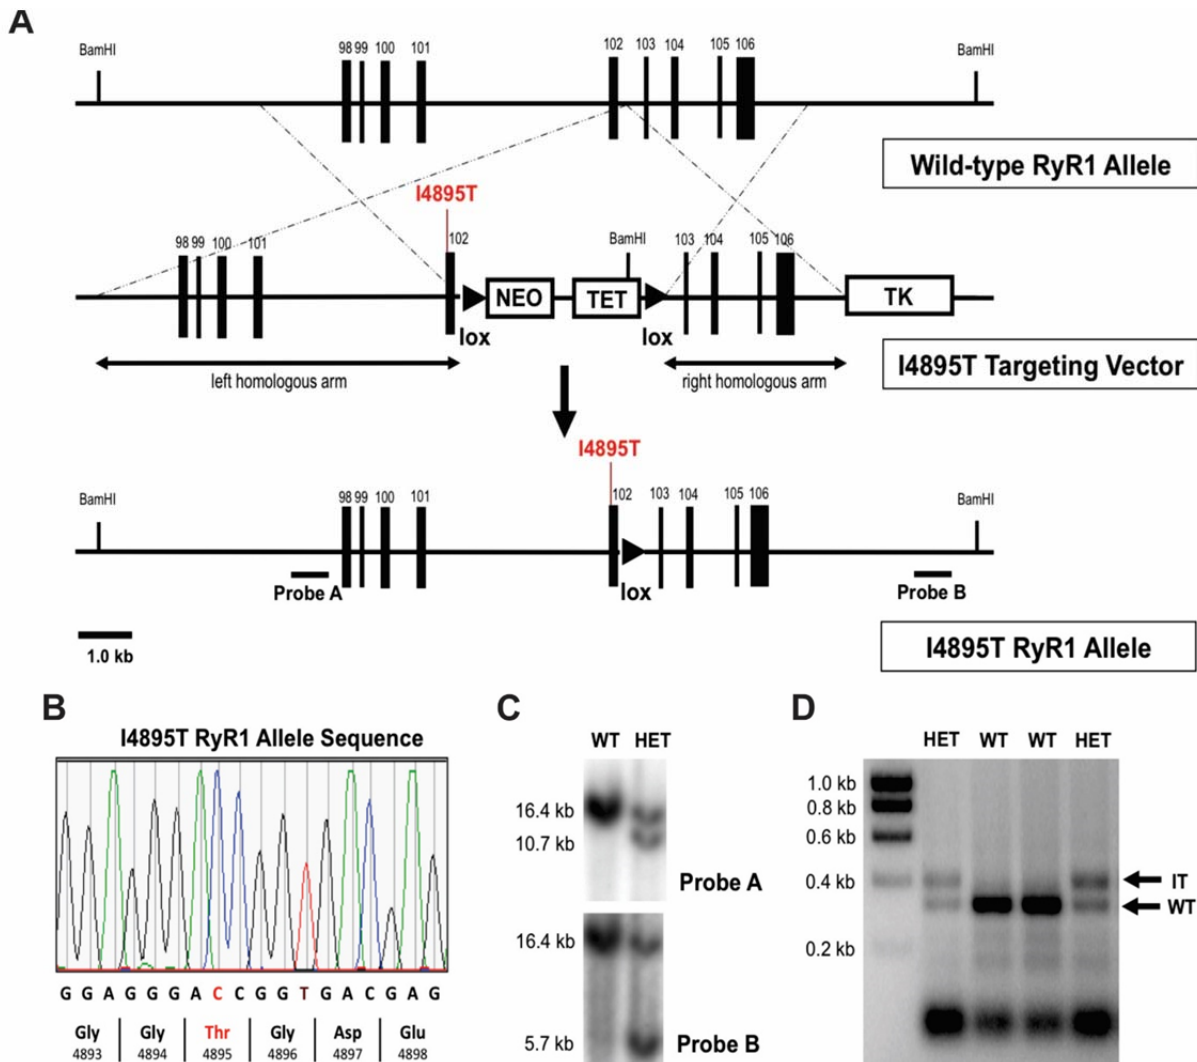 A
BamHI
98 99 100 101
102 103 104 105 106
BamHI
Wild-type RyR1 Allele
I4895T
98 99 100 101
102
BamHI
103 104 105 106
NEO
TET
TK
lox
lox
I4895T Targeting Vector
left homologous arm
right homologous arm
I4895T
BamHI
98 99 100 101
102 103 104 105 106
BamHI
Probe A
lox
Probe B
1.0 kb
I4895T RyR1 Allele
B
I4895T RyR1 Allele Sequence
G G A G G G A C C G G T G A C G A G
Gly Gly Thr Gly Asp Glu
4893 4894 4895 4896 4897 4898
C
WT HET
16.4 kb
10.7 kb
Probe A
16.4 kb
5.7 kb
Probe B
D
HET WT WT HET
1.0 kb
0.8 kb
0.6 kb
0.4 kb
IT
WT
0.2 kb